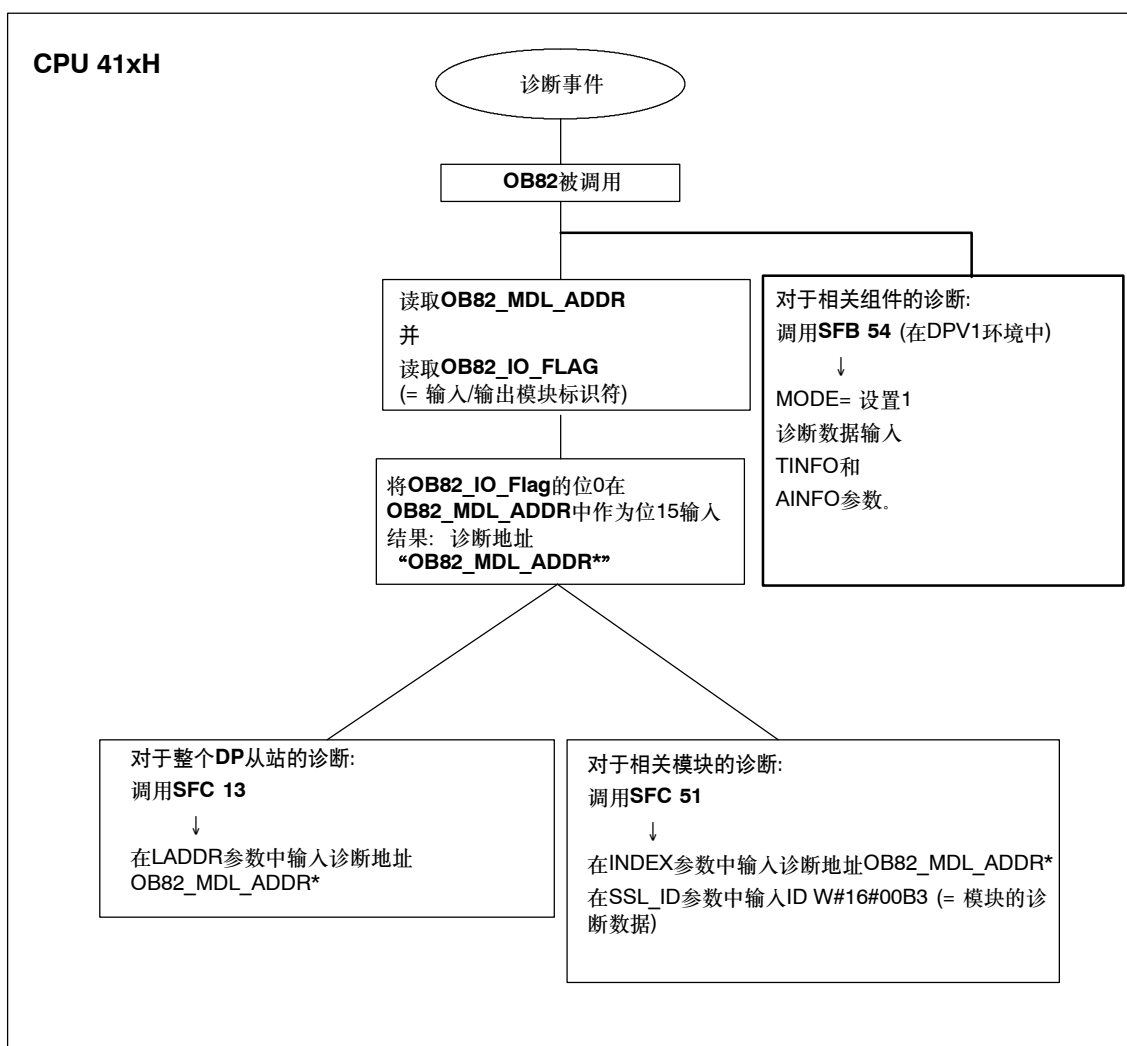 CPU 41xH
诊断事件
OB82被调用
读取OB82_MDL_ADDR
并
读取OB82_IO_FLAG
(= 输入/输出模块标识符)
对于相关组件的诊断:
调用SFB 54 (在DPV1环境中)
↓
MODE= 设置1
诊断数据输入
TINFO和
AINFO参数。
将OB82_IO_Flag的位0在
OB82_MDL_ADDR中作为位15输入
结果: 诊断地址
“OB82_MDL_ADDR*”
对于整个DP从站的诊断:
调用SFC 13
↓
在LADDR参数中输入诊断地址
OB82_MDL_ADDR*
对于相关模块的诊断:
调用SFC 51
↓
在INDEX参数中输入诊断地址OB82_MDL_ADDR*
在SSL_ID参数中输入ID W#16#00B3 (= 模块的诊
断数据)